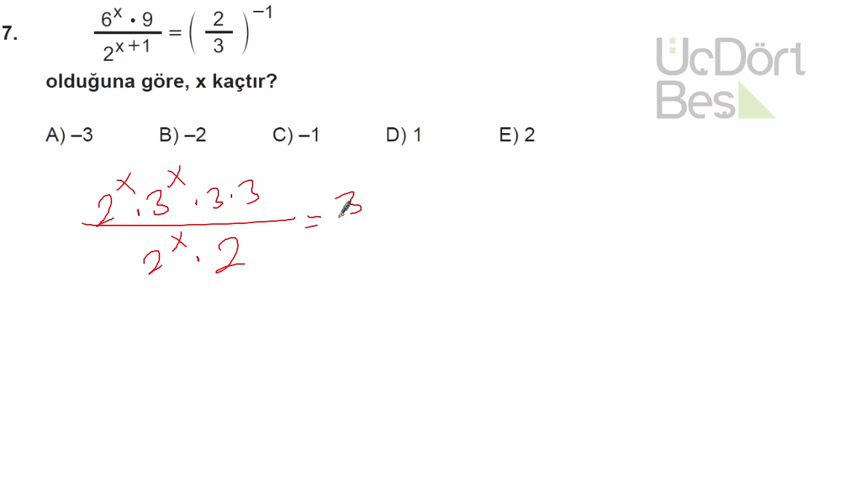 7. 6^x · 9 / 2^(x+1) = (2/3)^–1
olduğuna göre, x kaçtır?
A) –3 B) –2 C) –1 D) 1 E) 2
2^x · 3^x · 3 · 3 / 2^x · 2 = 3
ÜçDört
Beş